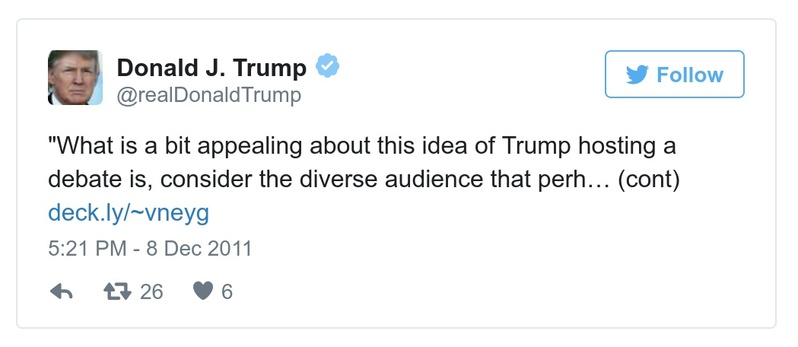 Donald J. Trump
@realDonaldTrump
Follow
"What is a bit appealing about this idea of Trump hosting a
debate is, consider the diverse audience that perh… (cont)
deck.ly/~vneyg
5:21 PM - 8 Dec 2011
26 6